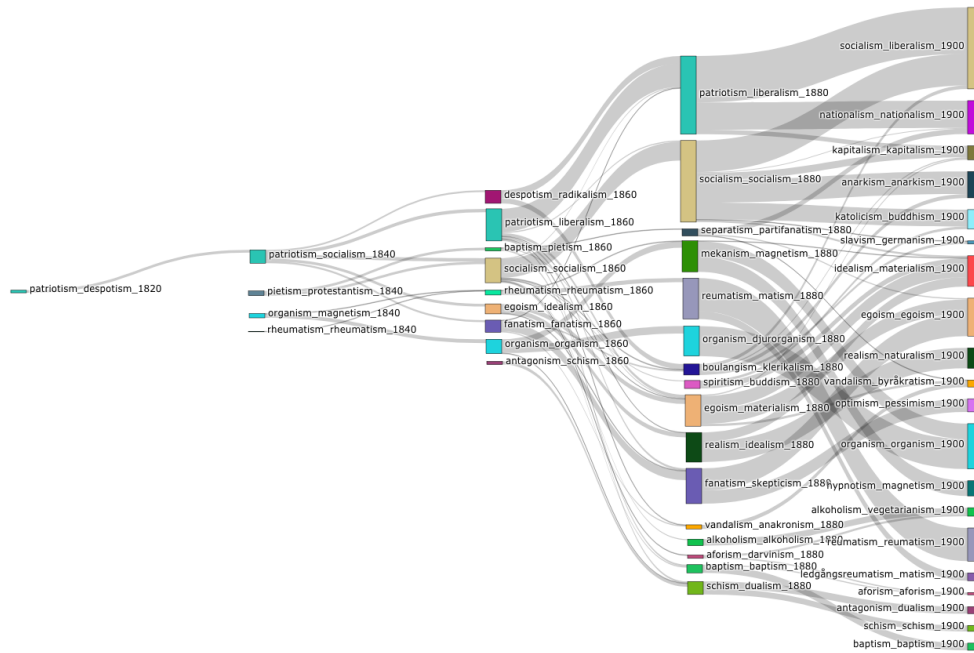 patriotism_despotism_1820
patriotism_socialism_1840
pietism_protestantism_1840
organism_magnetism_1840
rheumatism_rheumatism_1840
despotism_radikalism_1860
patriotism_liberalism_1860
baptism_pietism_1860
socialism_socialism_1860
rheumatism_rheumatism_1860
egoism_idealism_1860
fanatism_fanatism_1860
organism_organism_1860
antagonism_schism_1860
patriotism_liberalism_1880
socialism_socialism_1880
separatism_partifanatism_1880
mekanism_magnetism_1880
reumatism_matism_1880
organism_djurorganism_1880
boulangism_klerikalism_1880
spiritism_buddism_1880
egoism_materialism_1880
realism_idealism_1880
fanatism_skepticism_1880
vandalism_anakronism_1880
alkoholism_alkoholism_1880
aforism_darvinism_1880
baptism_baptism_1880
schism_dualism_1880
socialism_liberalism_1900
nationalism_nationalism_1900
kapitalism_kapitalism_1900
anarkism_anarkism_1900
katolicism_buddhism_1900
slavism_germanism_1900
idealism_materialism_1900
egoism_egoism_1900
realism_naturalism_1900
vandalism_byråkratism_1900
optimism_pessimism_1900
organism_organism_1900
hypnotism_magnetism_1900
alkoholism_vegetarianism_1900
reumatism_reumatism_1900
ledgångsreumatism_matism_1900
aforism_aforism_1900
antagonism_dualism_1900
schism_schism_1900
baptism_baptism_1900